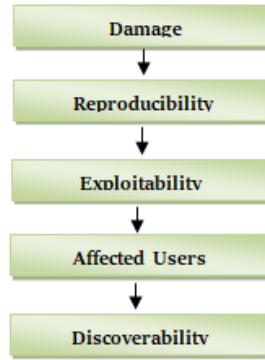 Damage
Reproducibility
Exploitability
Affected Users
Discoverability